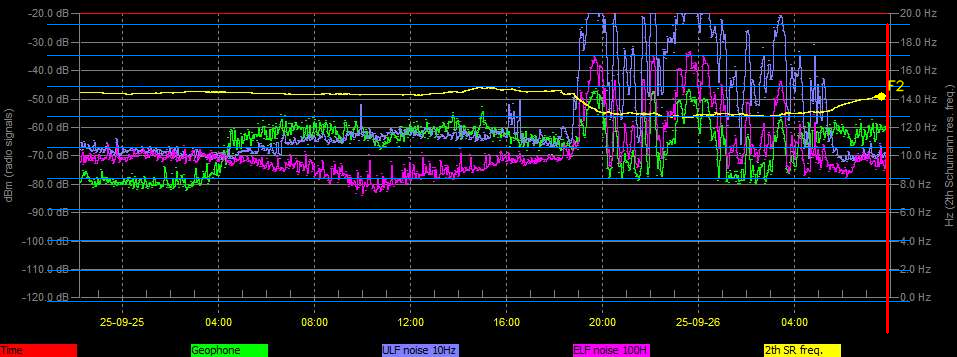 -20.0 dB
-30.0 dB
-40.0 dB
-50.0 dB
-60.0 dB
-70.0 dB
-80.0 dB
-90.0 dB
-100.0 dB
-110.0 dB
-120.0 dB
dBm (radio signals)
20.0 Hz
18.0 Hz
16.0 Hz
14.0 Hz
12.0 Hz
10.0 Hz
8.0 Hz
6.0 Hz
4.0 Hz
2.0 Hz
0.0 Hz
Hz (2th Schumann res. freq.)
F2
25-09-25 04:00 08:00 12:00 16:00 20:00 25-09-26 04:00
Time Geophone ULF noise 10Hz ELF noise 100H 2th SR freq.